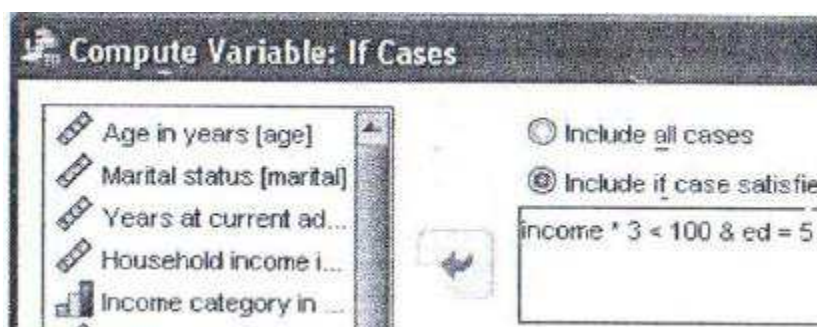 Compute Variable: If Cases
Age in years [age]
Marital status [marital]
Years at current ad...
Household income i...
Income category in ...
Include all cases
Include if case satisfie
income * 3 < 100 & ed = 5